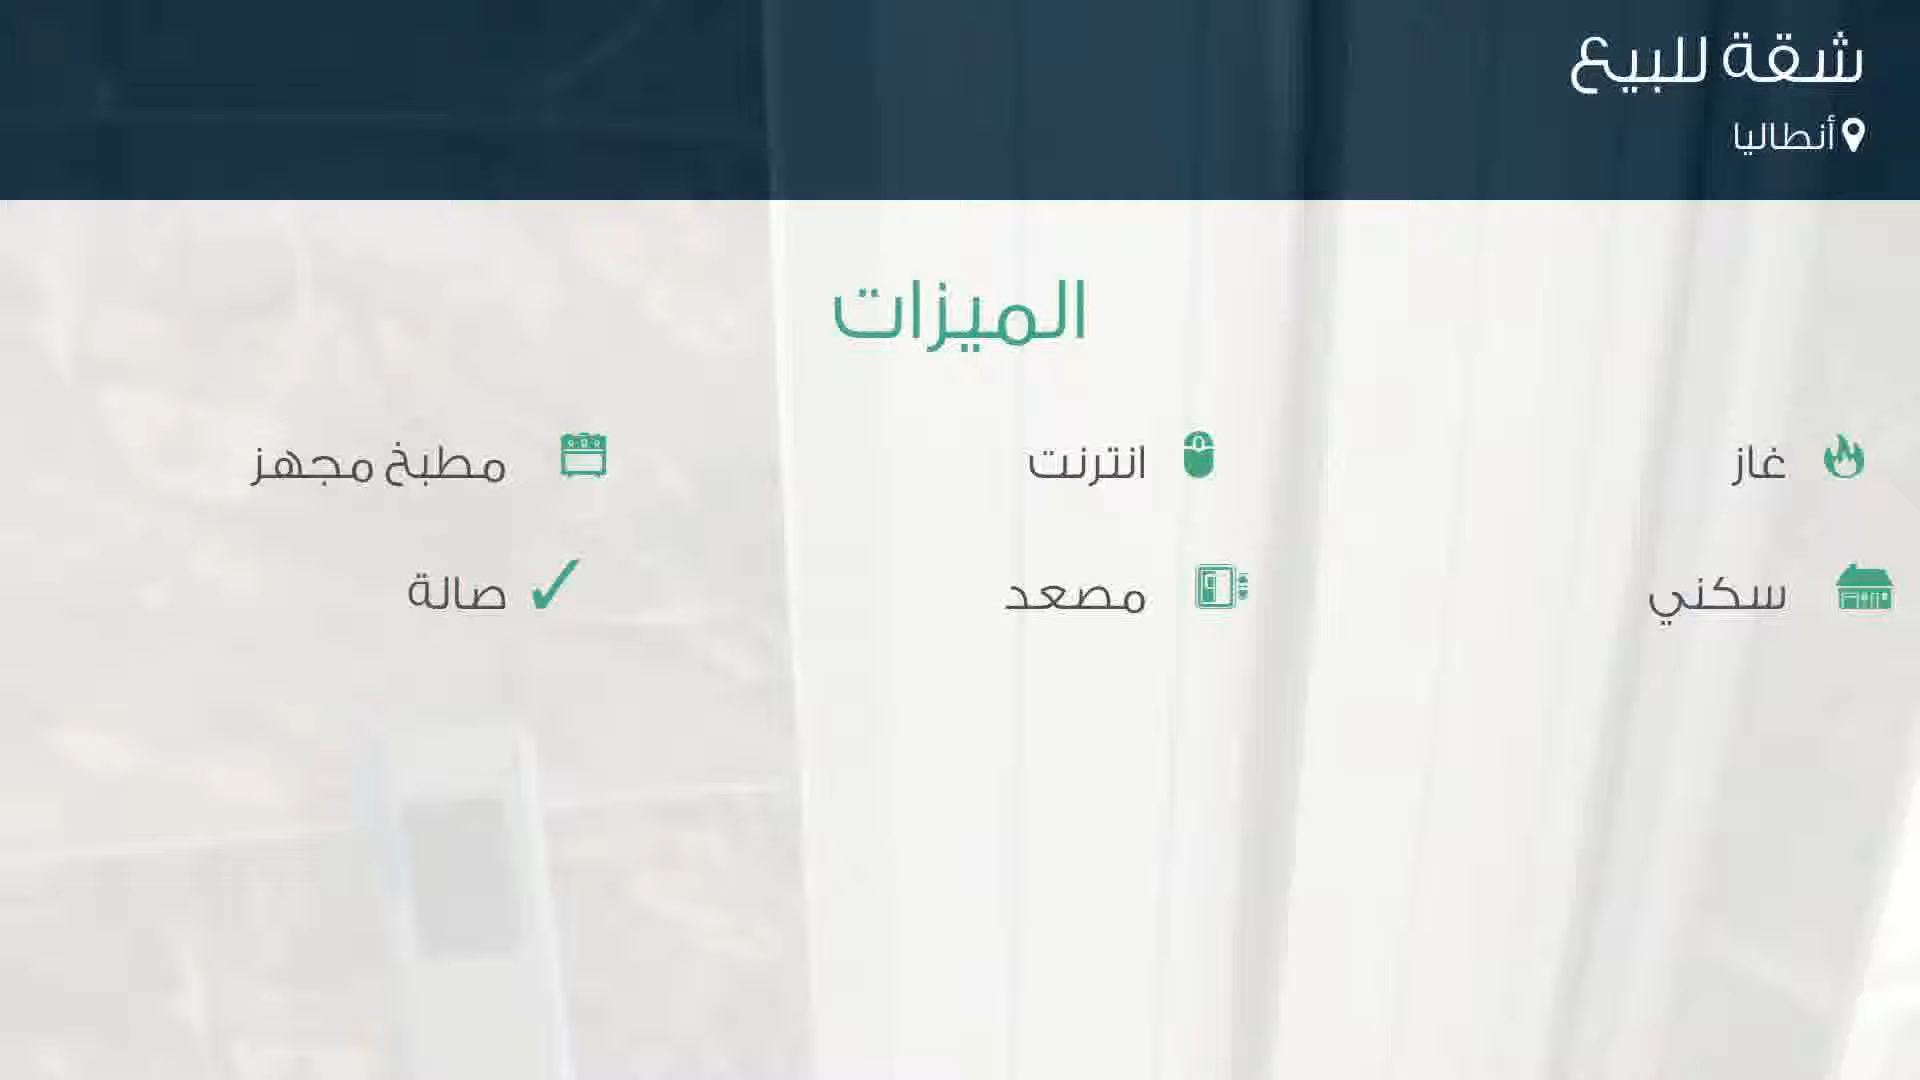 شقة للبيع
أنطاليا
الميزات
غاز
انترنت
مطبخ مجهز
سكني
مصعد
صالة